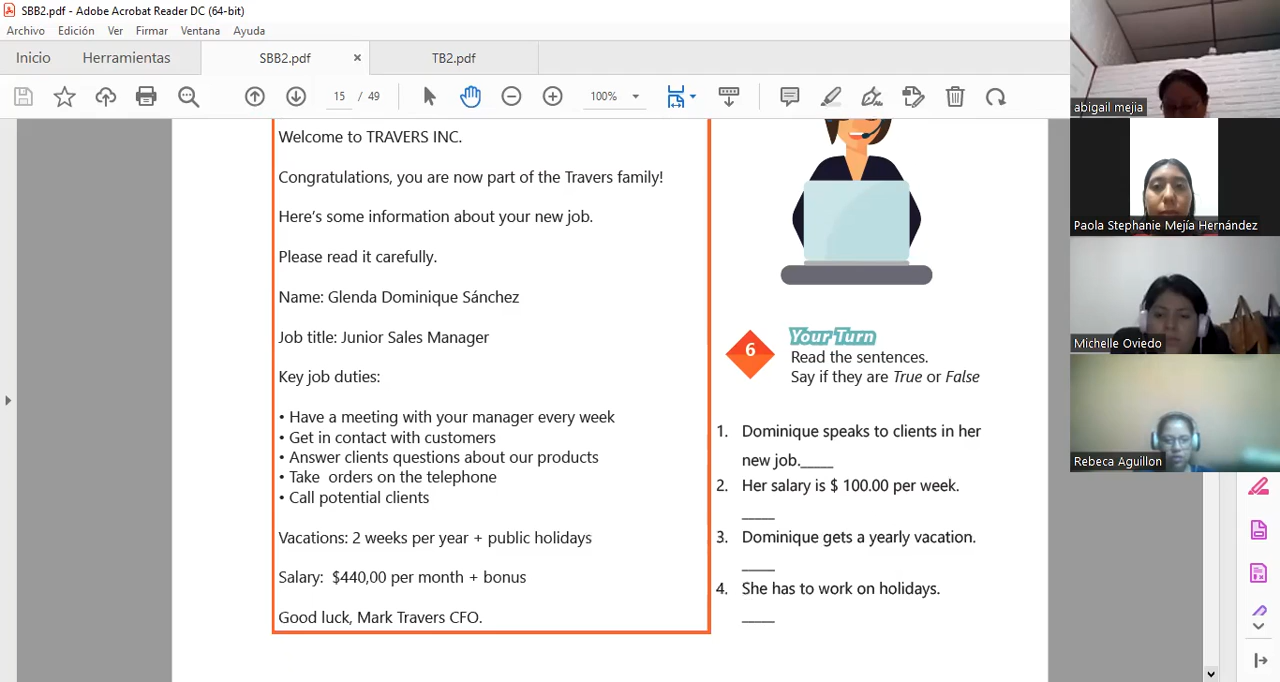 SBB2.pdf - Adobe Acrobat Reader DC (64-bit)
Archivo Edición Ver Firmar Ventana Ayuda
Inicio Herramientas SBB2.pdf × TB2.pdf
15 / 49 100%
Welcome to TRAVERS INC.
Congratulations, you are now part of the Travers family!
Here's some information about your new job.
Please read it carefully.
Name: Glenda Dominique Sánchez
Job title: Junior Sales Manager
Key job duties:
• Have a meeting with your manager every week
• Get in contact with customers
• Answer clients questions about our products
• Take  orders on the telephone
• Call potential clients
Vacations: 2 weeks per year + public holidays
Salary:  $440,00 per month + bonus
Good luck, Mark Travers CFO.
6
Your Turn
Read the sentences.
Say if they are True or False
1. Dominique speaks to clients in her
new job.____
2. Her salary is $ 100.00 per week.
____
3. Dominique gets a yearly vacation.
____
4. She has to work on holidays.
____
abigail mejia
Paola Stephanie Mejía Hernández
Michelle Oviedo
Rebeca Aguillon